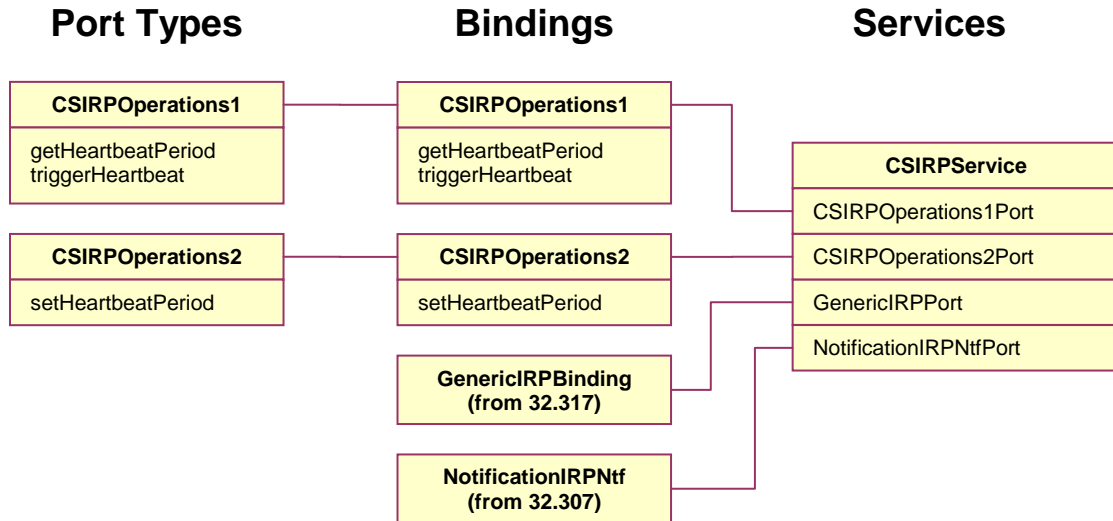 Port Types
Bindings
Services
CSIRPOperations1
getHeartbeatPeriod
triggerHeartbeat
CSIRPOperations2
setHeartbeatPeriod
CSIRPOperations1
getHeartbeatPeriod
triggerHeartbeat
CSIRPOperations2
setHeartbeatPeriod
GenericIRPBinding
(from 32.317)
NotificationIRPNtf
(from 32.307)
CSIRPService
CSIRPOperations1Port
CSIRPOperations2Port
GenericIRPPort
NotificationIRPNtfPort